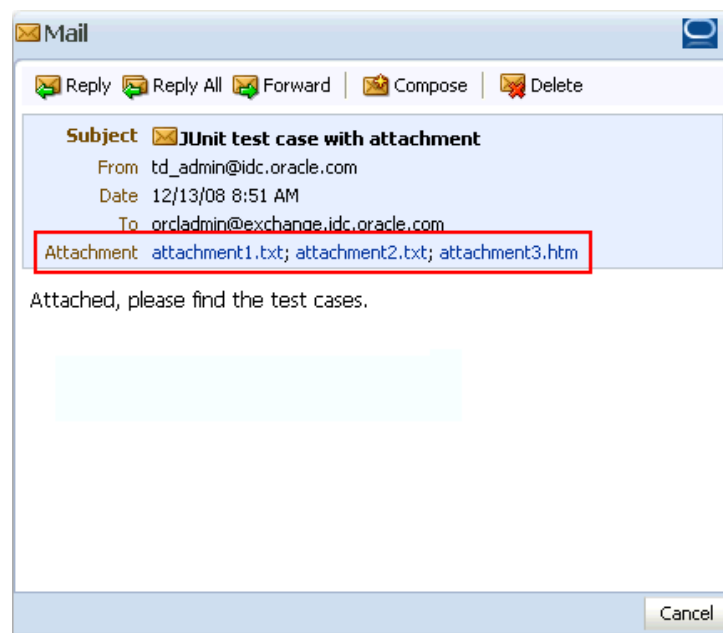 Mail
Reply Reply All Forward Compose Delete
Subject JUnit test case with attachment
From td_admin@idc.oracle.com
Date 12/13/08 8:51 AM
To orcladmin@exchange.idc.oracle.com
Attachment attachment1.txt; attachment2.txt; attachment3.htm
Attached, please find the test cases.
Cancel